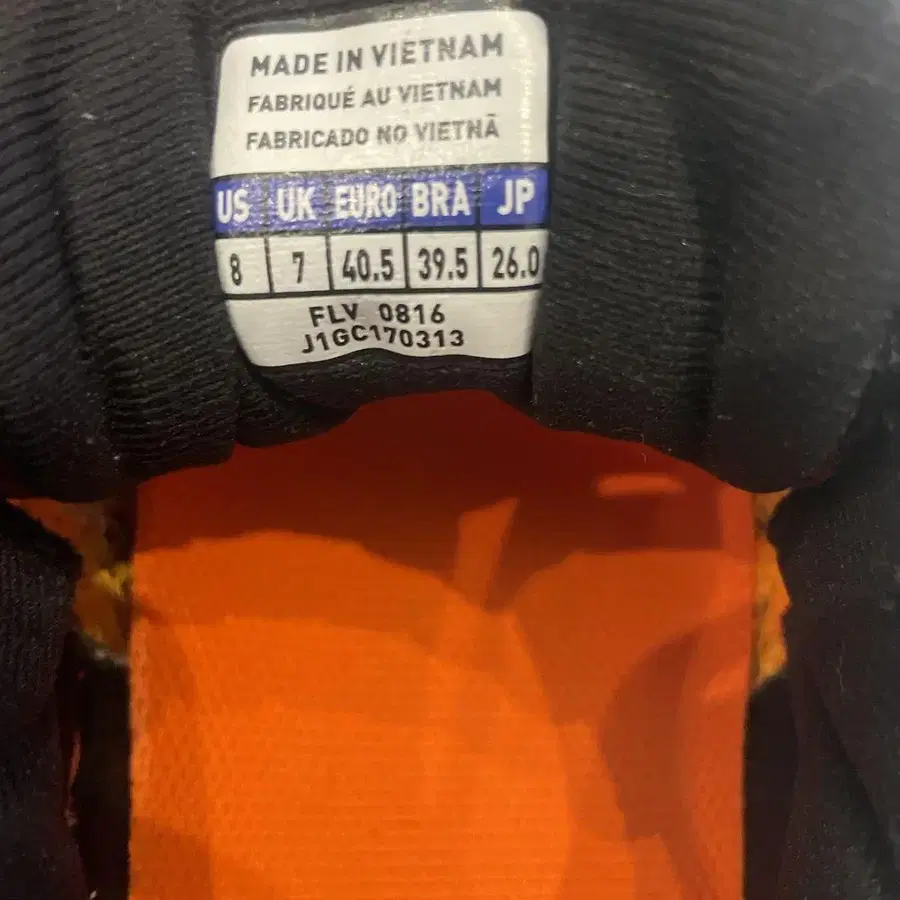 MADE IN VIETNAM
FABRIQUÉ AU VIETNAM
FABRICADO NO VIETNÃ
US UK EURO BRA JP
8 7 40.5 39.5 26.0
FLV 0816
J1GC170313